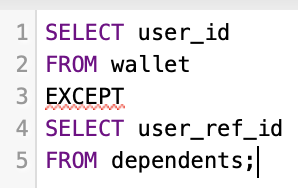 1 SELECT user_id
2 FROM wallet
3 EXCEPT
4 SELECT user_ref_id
5 FROM dependents;